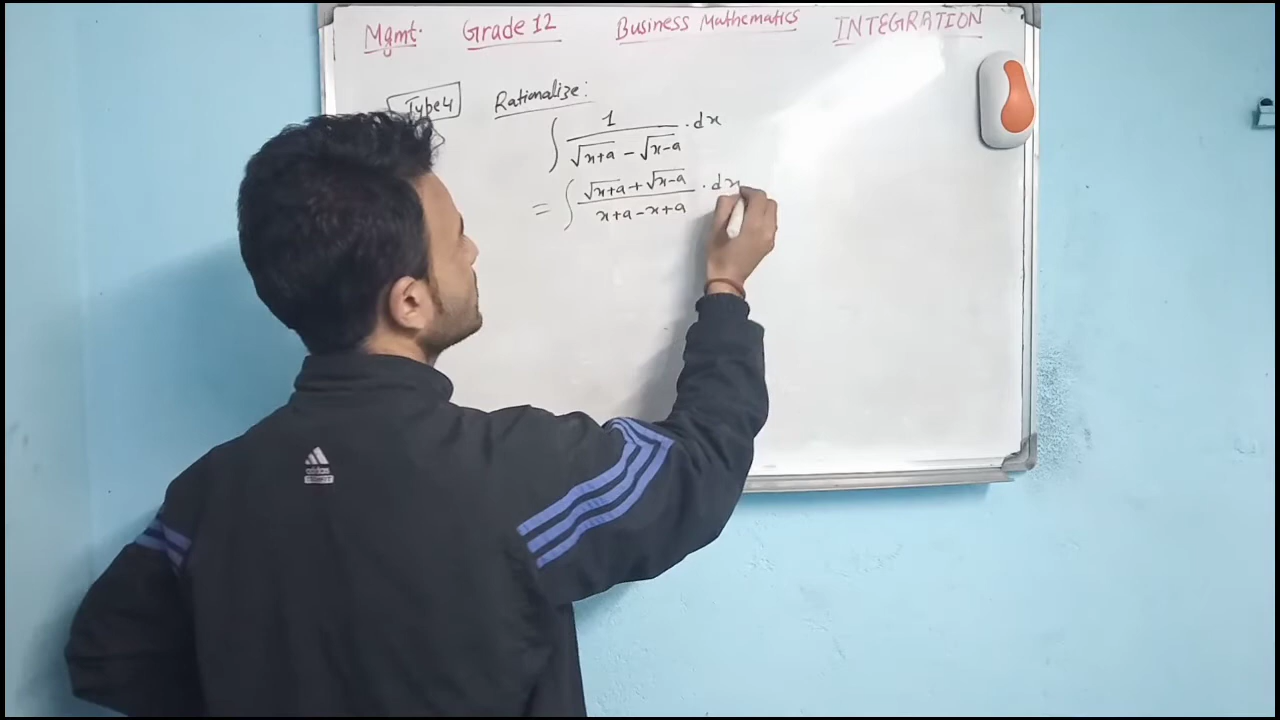 Mgmt. Grade 12 Business Mathematics INTEGRATION
Type 4 Rationalize:
∫ 1 / (√(x+a) - √(x-a)) . dx
= ∫ (√(x+a) + √(x-a)) / (x+a-x+a) . dx
adidas